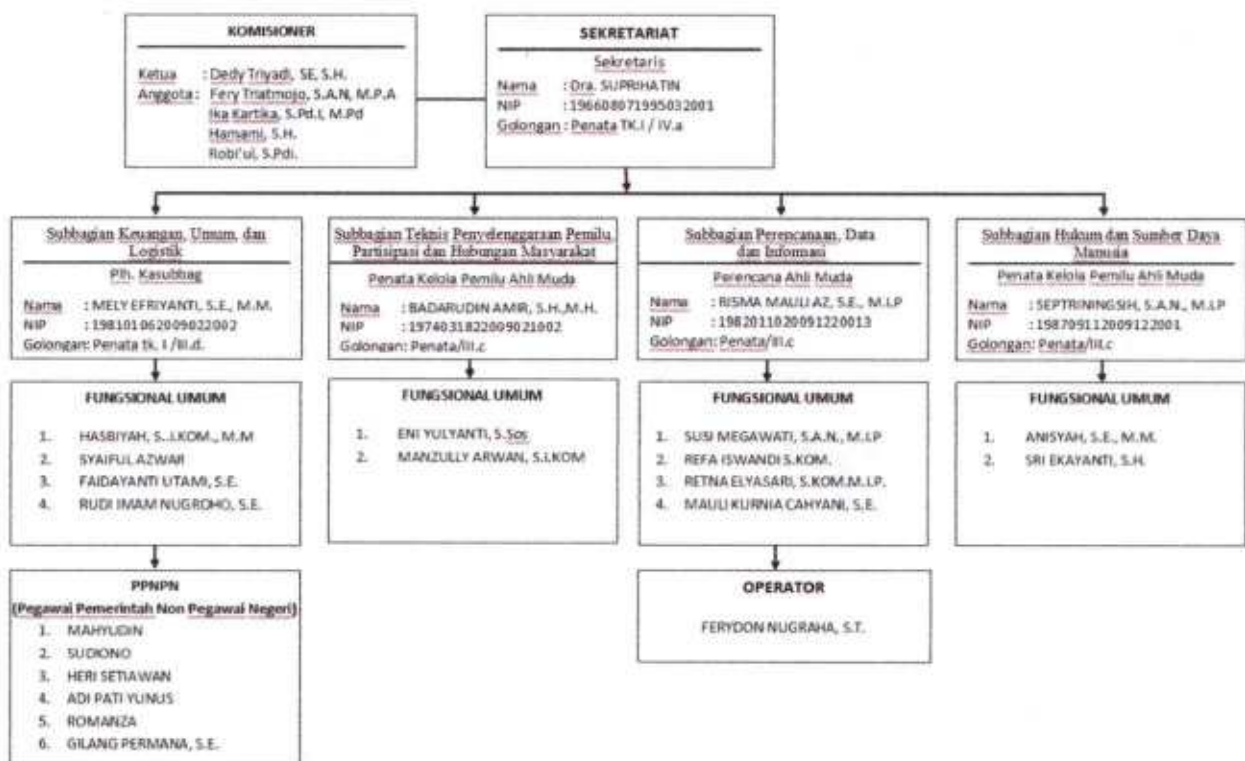 KOMISIONER
Ketua : Dedy Triyadi, SE, S.H.
Anggota : Fery Triatmojo, S.A.N, M.P.A
Ika Kartika, S.Pd.I, M.Pd
Hamami, S.H.
Robi'ul, S.Pdi.
SEKRETARIAT
Sekretaris
Nama : Dra. SUPRIHATIN
NIP : 196608071995032001
Golongan : Penata TK.I / IV.a
Subbagian Keuangan, Umum, dan
Logistik
Plh. Kasubbag
Nama : MELY EFRIYANTI, S.E., M.M.
NIP : 198101062009022002
Golongan: Penata tk. I /III.d.
Subbagian Teknis Penyelenggaraan Pemilu
Partisipasi dan Hubungan Masyarakat
Penata Kelola Pemilu Ahli Muda
Nama : BADARUDIN AMIR, S.H.,M.H.
NIP : 1974031822009021002
Golongan: Penata/III.c
Subbagian Perencanaan, Data
dan Informasi
Perencana Ahli Muda
Nama : RISMA MAULI AZ, S.E., M.I.P
NIP : 1982011020091220013
Golongan: Penata/III.c
Subbagian Hukum dan Sumber Daya
Manusia
Penata Kelola Pemilu Ahli Muda
Nama : SEPTRININGSIH, S.A.N., M.I.P
NIP : 198709112009122001
Golongan: Penata/III.c
FUNGSIONAL UMUM
1. HASBIYAH, S..I.KOM., M.M
2. SYAIFUL AZWAR
3. FAIDAYANTI UTAMI, S.E.
4. RUDI IMAM NUGROHO, S.E.
FUNGSIONAL UMUM
1. ENI YULYANTI, S.Sos
2. MANZULLY ARWAN, S.I.KOM
FUNGSIONAL UMUM
1. SUSI MEGAWATI, S.A.N., M.I.P
2. REFA ISWANDI S.KOM.
3. RETNA ELYASARI, S.KOM.M.I.P.
4. MAULI KURNIA CAHYANI, S.E.
FUNGSIONAL UMUM
1. ANISYAH, S.E., M.M.
2. SRI EKAYANTI, S.H.
PPNPN
(Pegawai Pemerintah Non Pegawai Negeri)
1. MAHYUDIN
2. SUDIONO
3. HERI SETIAWAN
4. ADI PATI YUNUS
5. ROMANZA
6. GILANG PERMANA, S.E.
OPERATOR
FERYDON NUGRAHA, S.T.